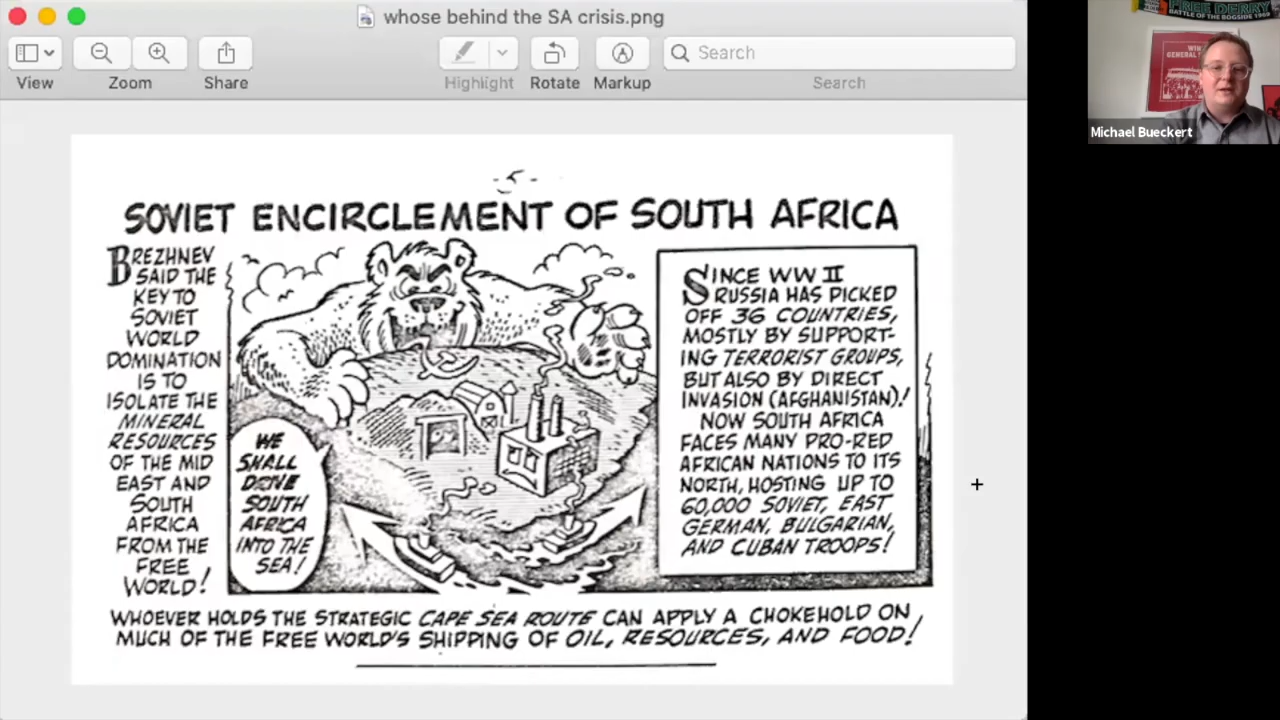 whose behind the SA crisis.png
View
Zoom
Share
Highlight
Rotate
Markup
Search
Search
SOVIET ENCIRCLEMENT OF SOUTH AFRICA
BREZHNEV
SAID THE
KEY TO
SOVIET
WORLD
DOMINATION
IS TO
ISOLATE THE
MINERAL
RESOURCES
OF THE MID
EAST AND
SOUTH
AFRICA
FROM THE
FREE
WORLD!
WE
SHALL
DRIVE
SOUTH
AFRICA
INTO THE
SEA!
SINCE WW II
RUSSIA HAS PICKED
OFF 36 COUNTRIES,
MOSTLY BY SUPPORT-
ING TERRORIST GROUPS,
BUT ALSO BY DIRECT
INVASION (AFGHANISTAN)!
NOW SOUTH AFRICA
FACES MANY PRO-RED
AFRICAN NATIONS TO ITS
NORTH, HOSTING UP TO
60,000 SOVIET, EAST
GERMAN, BULGARIAN,
AND CUBAN TROOPS!
WHOEVER HOLDS THE STRATEGIC CAPE SEA ROUTE CAN APPLY A CHOKEHOLD ON
MUCH OF THE FREE WORLD'S SHIPPING OF OIL, RESOURCES, AND FOOD!
FREE DERRY
BATTLE OF THE BOGSIDE 1969
GENERAL
Michael Bueckert